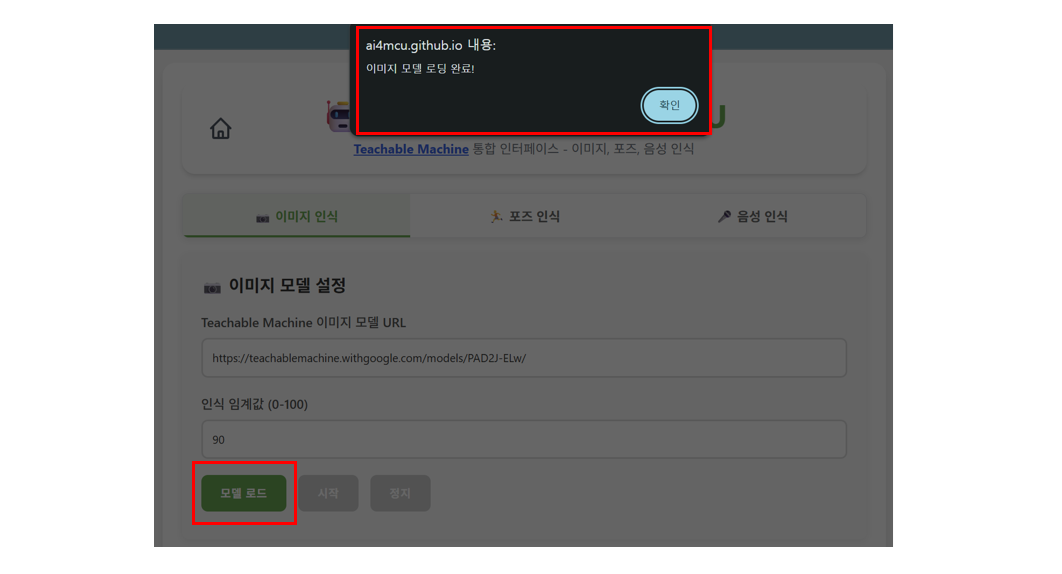 ai4mcu.github.io 내용:
이미지 모델 로딩 완료!
확인
U
Teachable Machine 통합 인터페이스 - 이미지, 포즈, 음성 인식
이미지 인식
포즈 인식
음성 인식
이미지 모델 설정
Teachable Machine 이미지 모델 URL
https://teachablemachine.withgoogle.com/models/PAD2J-ELw/
인식 임계값 (0-100)
90
모델 로드
시작
정지